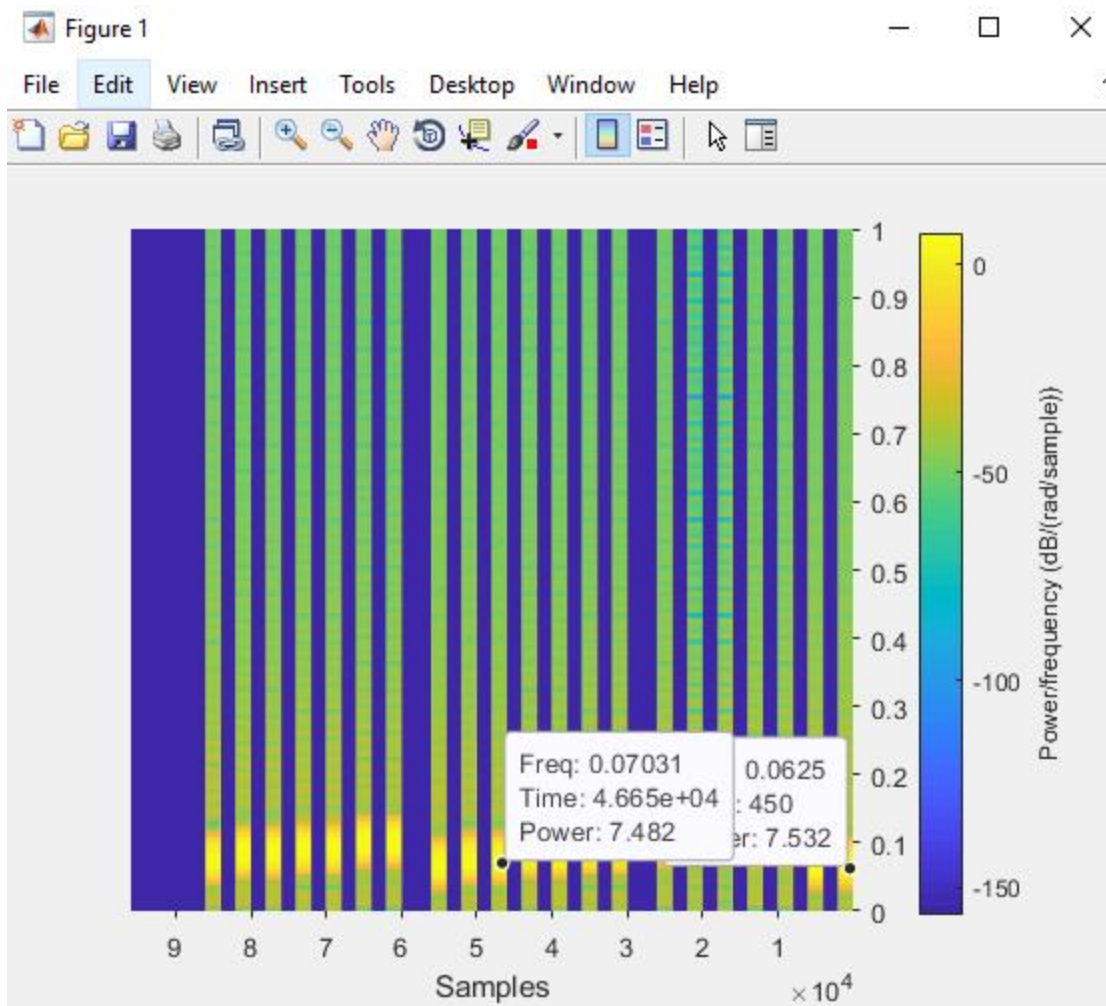 Figure 1
File Edit View Insert Tools Desktop Window Help
1
0.9
0.8
0.7
0.6
0.5
0.4
0.3
0.2
0.1
0
0
-50
-100
-150
Power/frequency (dB/(rad/sample))
Freq: 0.07031
Time: 4.665e+04
Power: 7.482
0.0625
: 450
er: 7.532
9 8 7 6 5 4 3 2 1
Samples
×10⁴